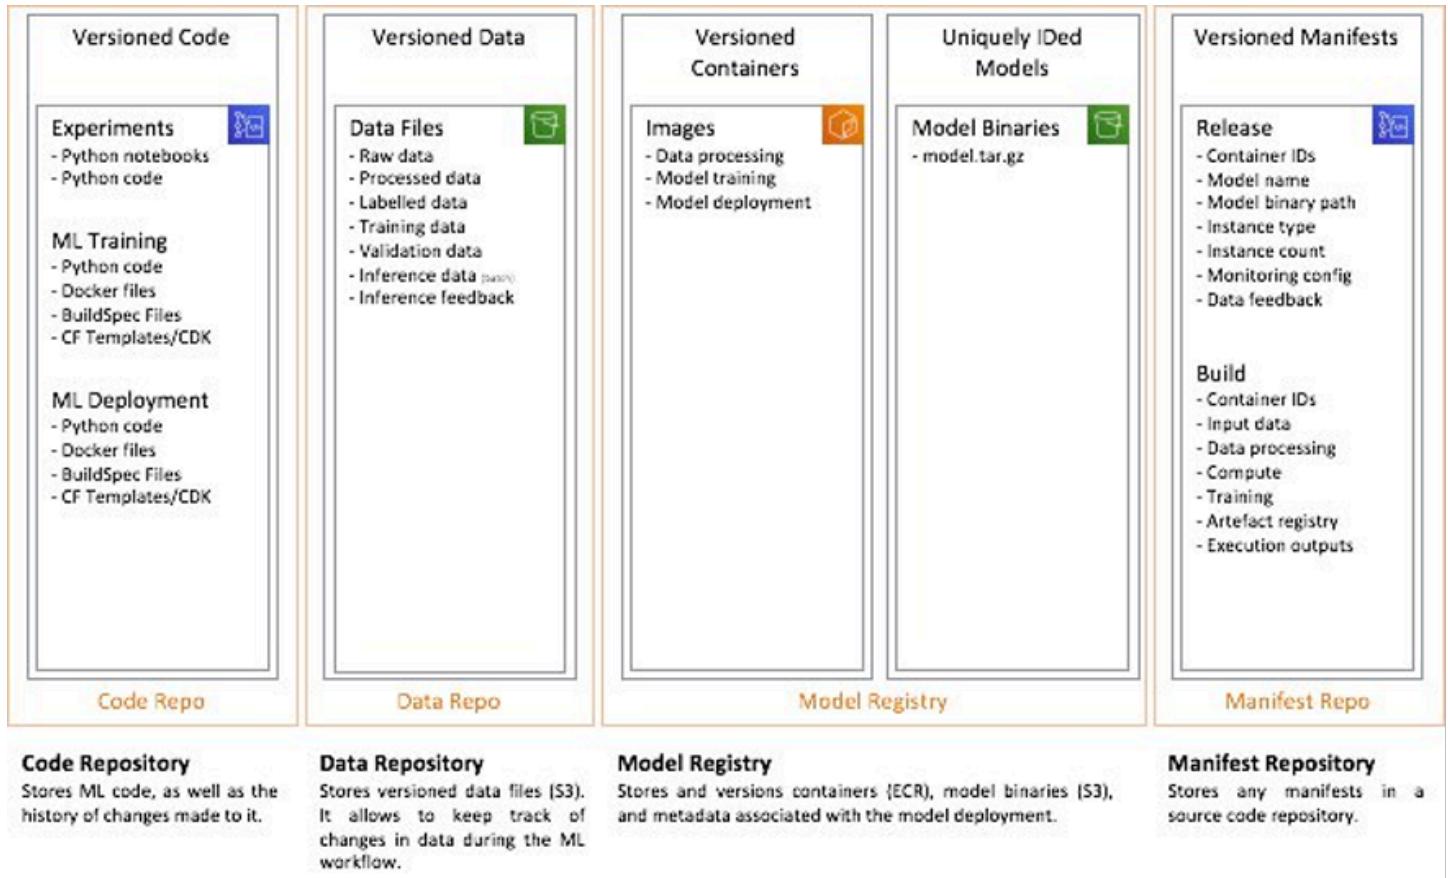 Versioned Code
Experiments
- Python notebooks
- Python code
ML Training
- Python code
- Docker files
- BuildSpec Files
- CF Templates/CDK
ML Deployment
- Python code
- Docker files
- BuildSpec Files
- CF Templates/CDK
Code Repo
Versioned Data
Data Files
- Raw data
- Processed data
- Labelled data
- Training data
- Validation data
- Inference data (batch)
- Inference feedback
Data Repo
Versioned
Containers
Images
- Data processing
- Model training
- Model deployment
Uniquely IDed
Models
Model Binaries
- model.tar.gz
Model Registry
Versioned Manifests
Release
- Container IDs
- Model name
- Model binary path
- Instance type
- Instance count
- Monitoring config
- Data feedback
Build
- Container IDs
- Input data
- Data processing
- Compute
- Training
- Artefact registry
- Execution outputs
Manifest Repo
Code Repository
Stores ML code, as well as the
history of changes made to it.
Data Repository
Stores versioned data files (S3).
It allows to keep track of
changes in data during the ML
workflow.
Model Registry
Stores and versions containers (ECR), model binaries (S3),
and metadata associated with the model deployment.
Manifest Repository
Stores any manifests in a
source code repository.